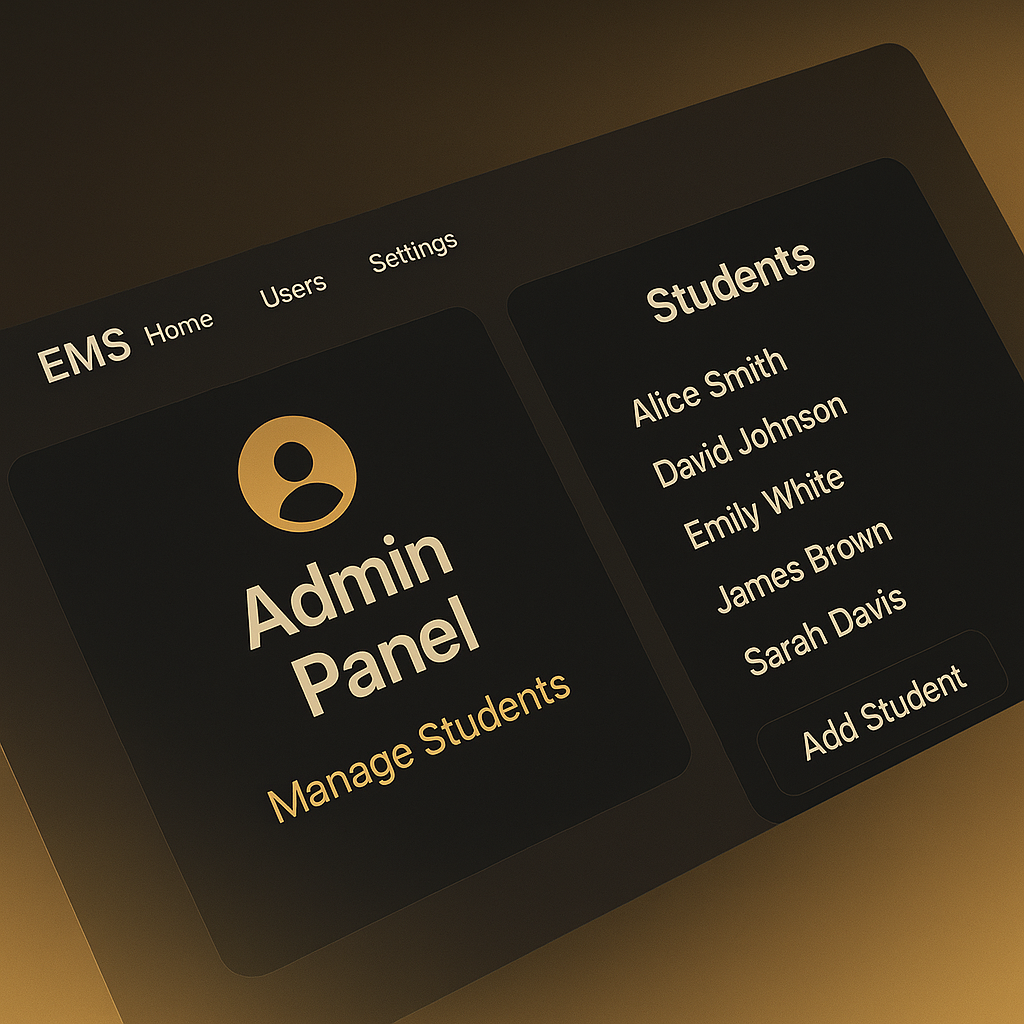 EMS Home Users Settings
Admin
Panel
Manage Students
Students
Alice Smith
David Johnson
Emily White
James Brown
Sarah Davis
Add Student